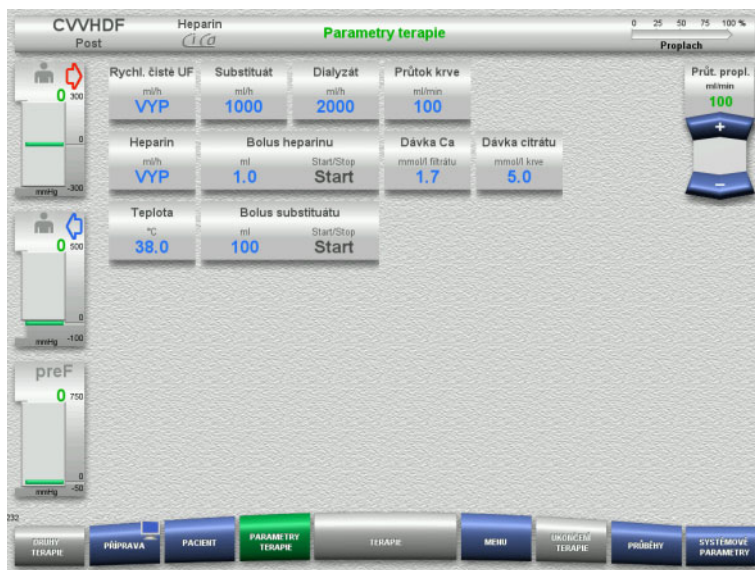 CVVHDF
Post
Heparin
Ci Ca
Parametry terapie
0 25 50 75 100 %
Proplach
0
300
0
-300
mmHg
Rychl. čisté UF
ml/h
VYP
Substituát
ml/h
1000
Dialyzát
ml/h
2000
Průtok krve
ml/min
100
Průt. propl.
ml/min
100
+
−
Heparin
ml/h
VYP
Bolus heparinu
ml Start/Stop
1.0 Start
Dávka Ca
mmol/l filtrátu
1.7
Dávka citrátu
mmol/l krve
5.0
Teplota
°C
38.0
Bolus substituátu
ml Start/Stop
100 Start
0
500
0
-100
mmHg
preF
0
750
0
-50
mmHg
232
DRUHY
TERAPIE
PŘÍPRAVA
PACIENT
PARAMETRY
TERAPIE
TERAPIE
MENU
UKONČENÍ
TERAPIE
PRŮBĚHY
SYSTÉMOVÉ
PARAMETRY